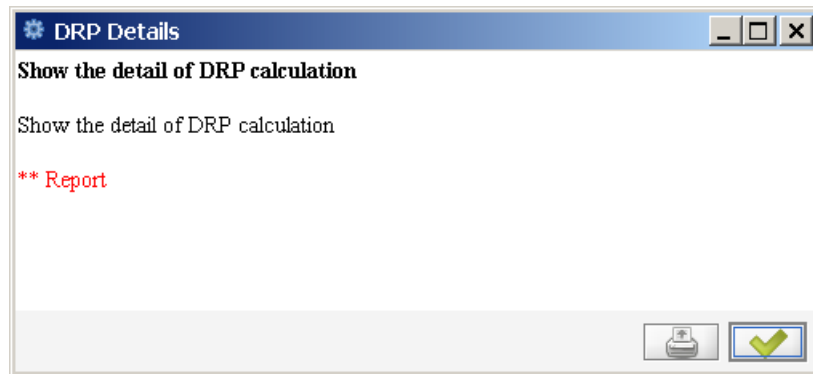 DRP Details
Show the detail of DRP calculation
Show the detail of DRP calculation
** Report